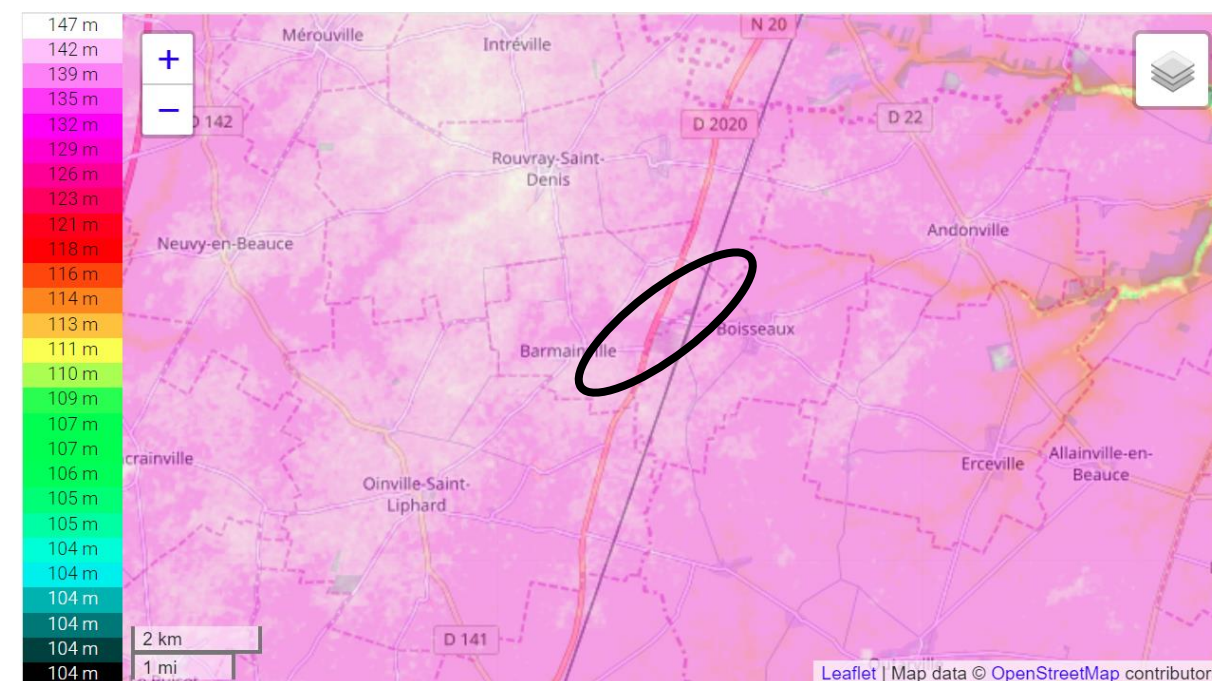 147 m
142 m
139 m
135 m
132 m
129 m
126 m
123 m
121 m
118 m
116 m
114 m
113 m
111 m
110 m
109 m
107 m
107 m
106 m
105 m
105 m
104 m
104 m
104 m
104 m
104 m
104 m
+
−
Mérouville
Intréville
N 20
D 142
D 2020
D 22
Rouvray-Saint-
Denis
Andonville
Neuvy-en-Beauce
Boisseaux
Barmainville
crainville
Oinville-Saint-
Liphard
Erceville
Allainville-en-
Beauce
D 141
2 km
1 mi
Leaflet | Map data © OpenStreetMap contributor